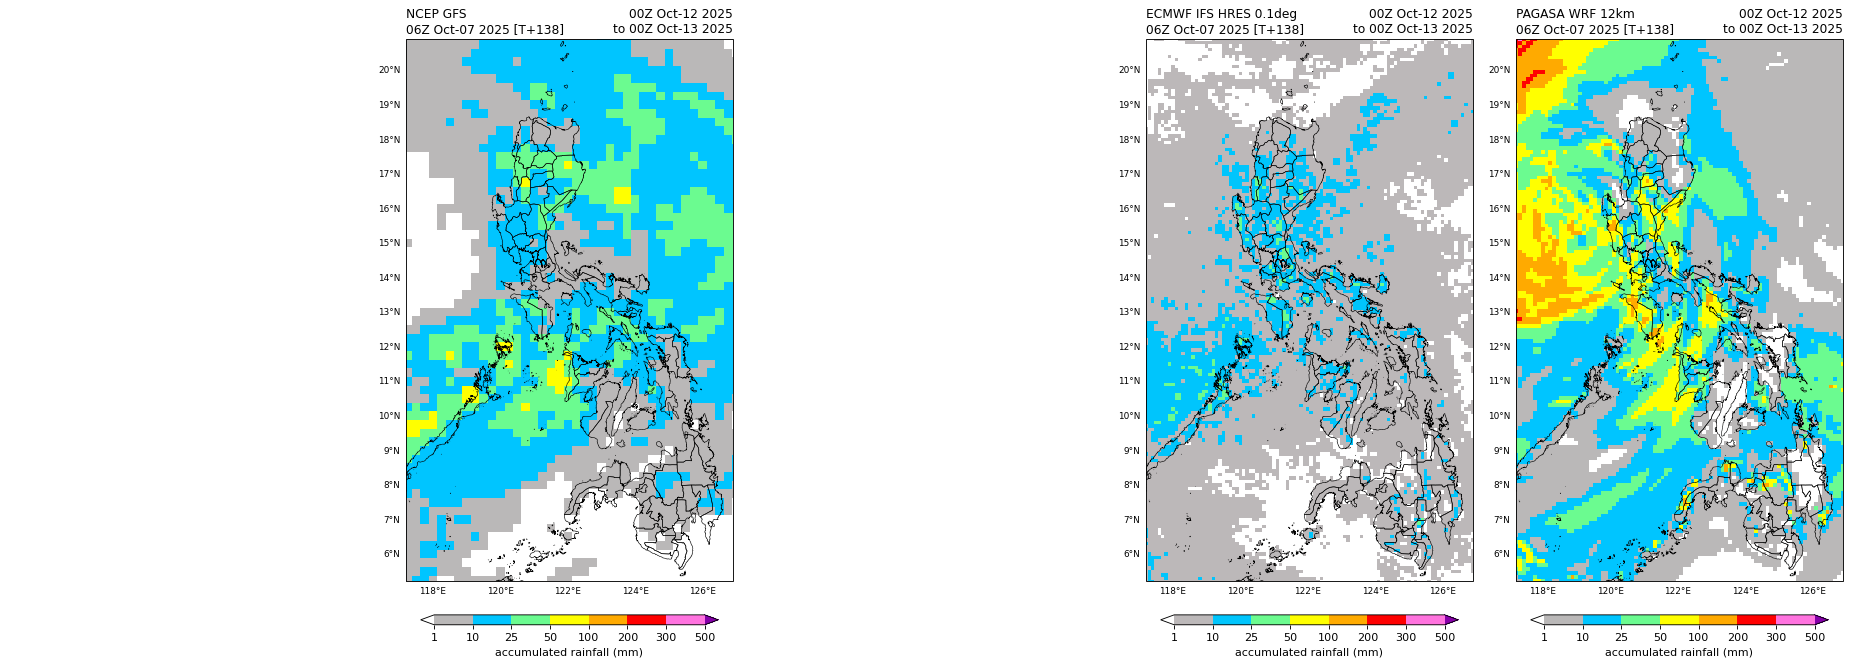 NCEP GFS 00Z Oct-12 2025
06Z Oct-07 2025 [T+138] to 00Z Oct-13 2025
20°N
19°N
18°N
17°N
16°N
15°N
14°N
13°N
12°N
11°N
10°N
9°N
8°N
7°N
6°N
118°E 120°E 122°E 124°E 126°E
1 10 25 50 100 200 300 500
accumulated rainfall (mm)
ECMWF IFS HRES 0.1deg 00Z Oct-12 2025
06Z Oct-07 2025 [T+138] to 00Z Oct-13 2025
20°N
19°N
18°N
17°N
16°N
15°N
14°N
13°N
12°N
11°N
10°N
9°N
8°N
7°N
6°N
118°E 120°E 122°E 124°E 126°E
1 10 25 50 100 200 300 500
accumulated rainfall (mm)
PAGASA WRF 12km 00Z Oct-12 2025
06Z Oct-07 2025 [T+138] to 00Z Oct-13 2025
20°N
19°N
18°N
17°N
16°N
15°N
14°N
13°N
12°N
11°N
10°N
9°N
8°N
7°N
6°N
118°E 120°E 122°E 124°E 126°E
1 10 25 50 100 200 300 500
accumulated rainfall (mm)